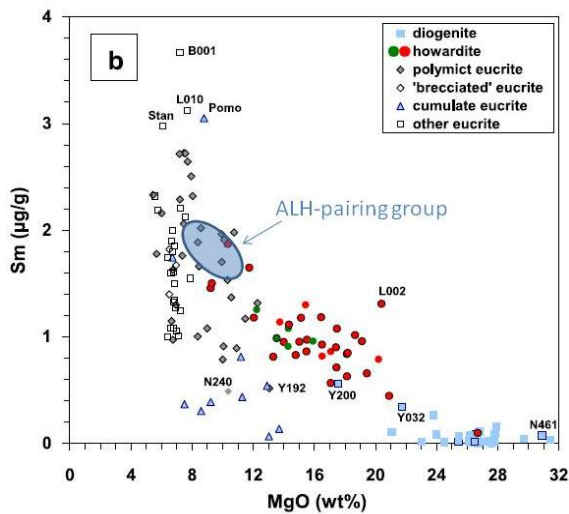 4
3
2
1
0
Sm (µg/g)
b
B001
L010
Stan
Pomo
diogenite
howardite
polymict eucrite
'brecciated' eucrite
cumulate eucrite
other eucrite
ALH-pairing group
L002
N240
Y192
Y200
Y032
N461
0 4 8 12 16 20 24 28 32
MgO (wt%)